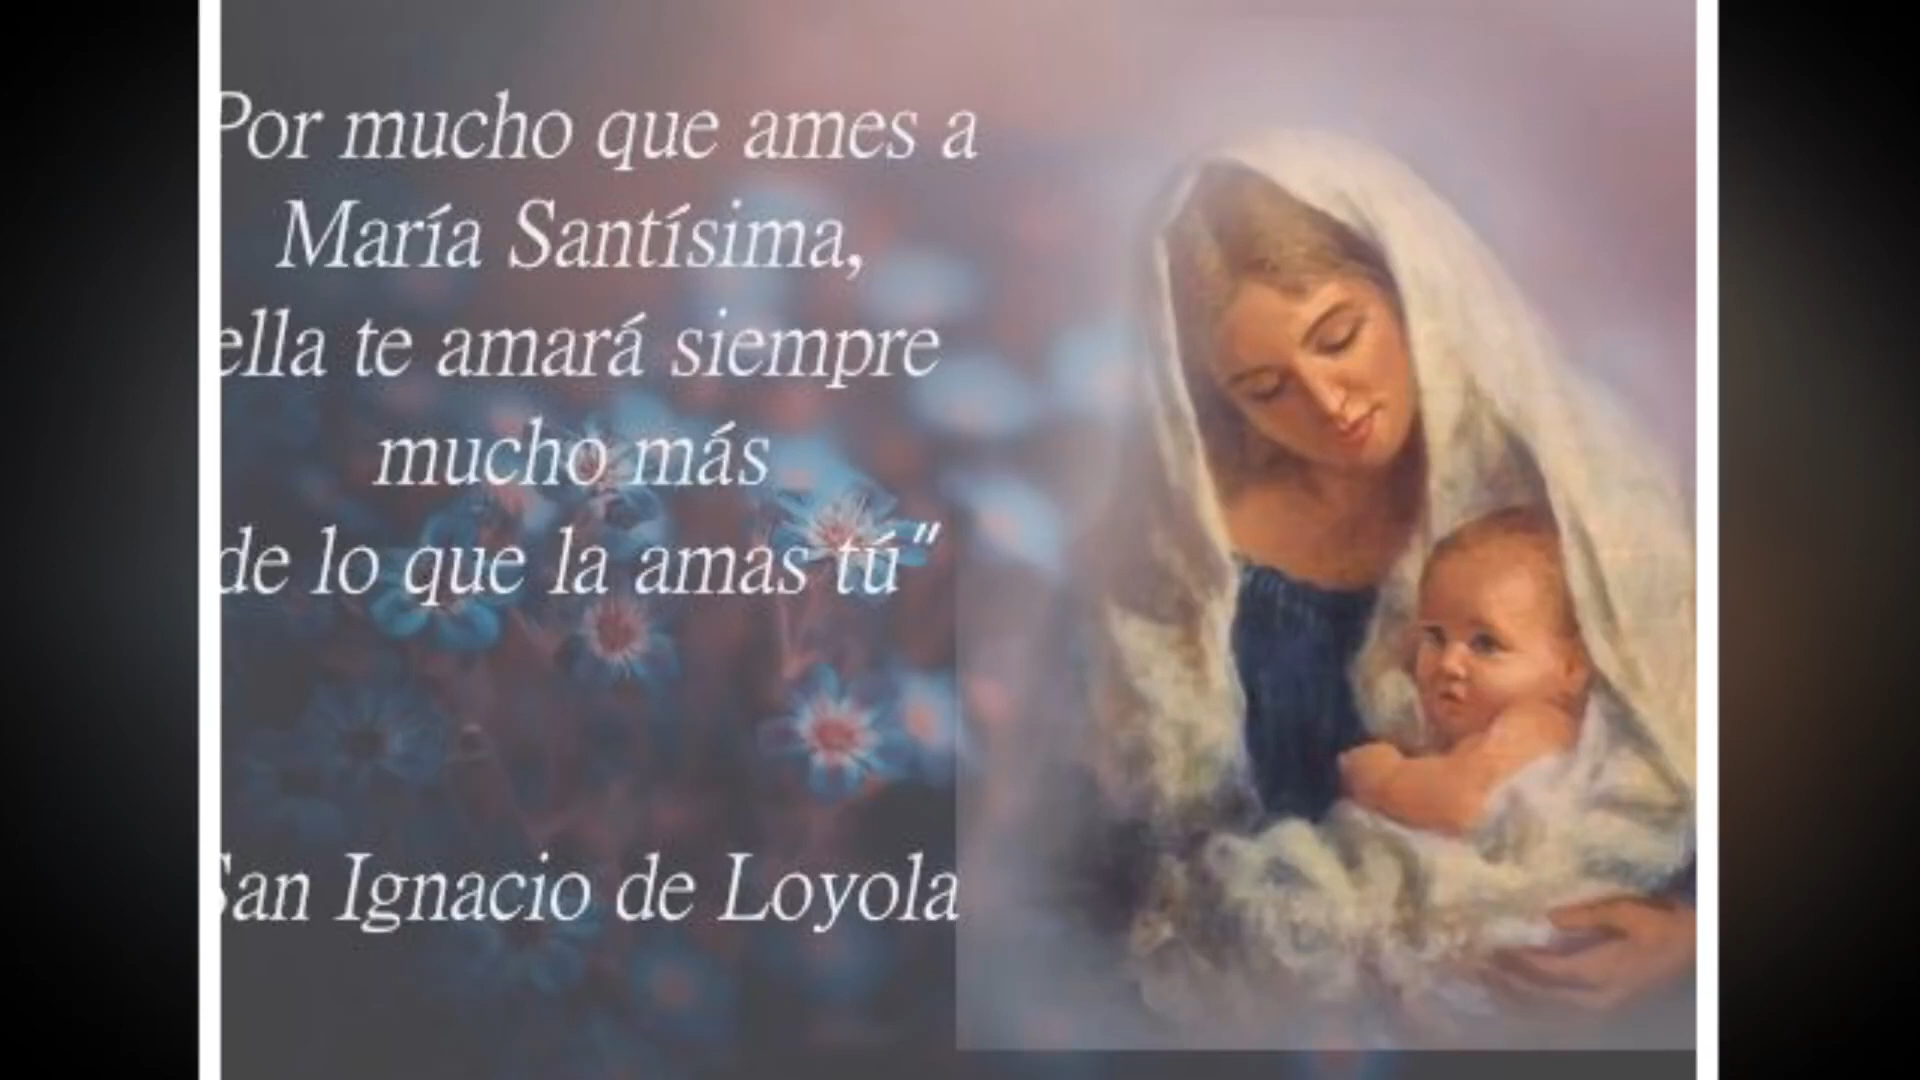 Por mucho que ames a
María Santísima,
ella te amará siempre
mucho más
de lo que la amas tú"
San Ignacio de Loyola